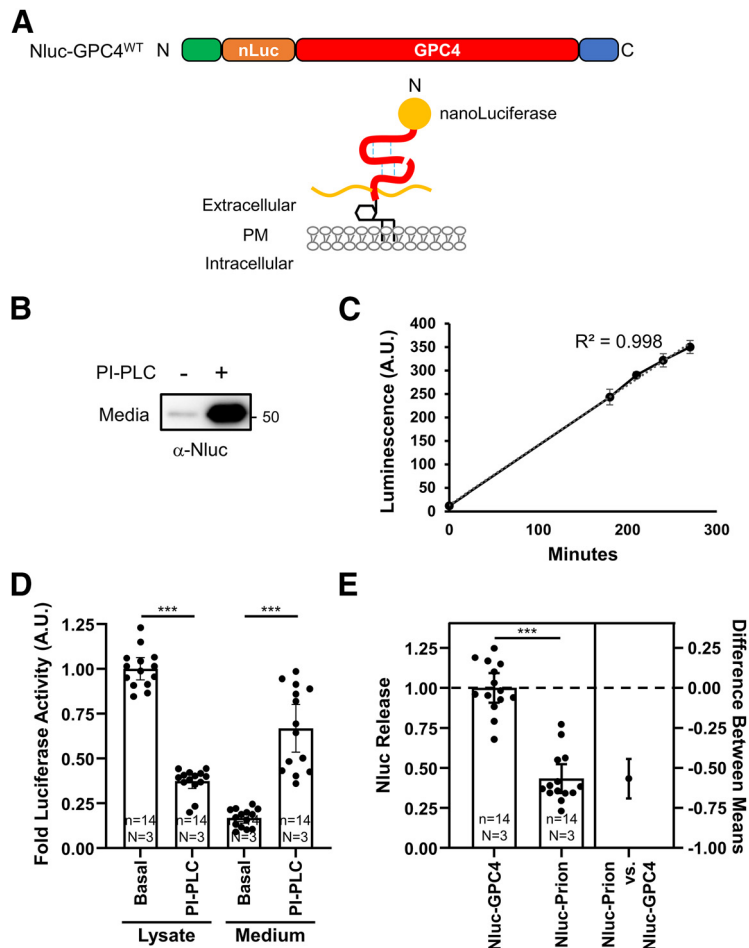 A
Nluc-GPC4WT N nLuc GPC4 C
N
nanoLuciferase
Extracellular
PM
Intracellular
B
PI-PLC - +
Media
- 50
α-Nluc
C
Luminescence (A.U.)
400
350
300
250
200
150
100
50
0
R² = 0.998
0 100 200 300
Minutes
D
Fold Luciferase Activity (A.U.)
1.25
1.00
0.75
0.50
0.25
0.00
*** ***
n=14 n=14 n=14
N=3 N=3 N=3 N=3
Basal PI-PLC Basal PI-PLC
Lysate Medium
E
Nluc Release
1.25
1.00
0.75
0.50
0.25
0.00
***
n=14 n=14
N=3 N=3
0.25
0.00
-0.25
-0.50
-0.75
-1.00
Difference Between Means
Nluc-GPC4
Nluc-Prion
Nluc-Prion
vs.
Nluc-GPC4